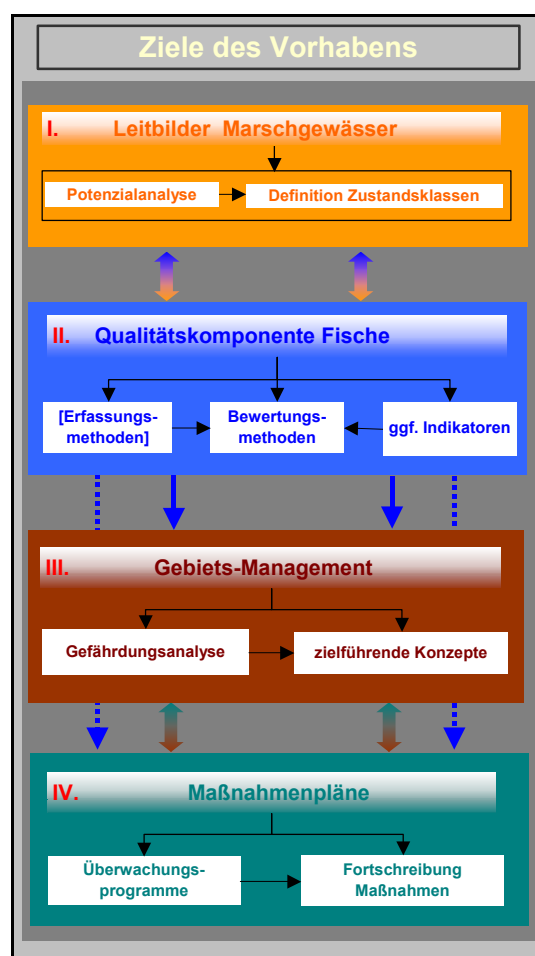 Ziele des Vorhabens
I. Leitbilder Marschgewässer
Potenzialanalyse
Definition Zustandsklassen
II. Qualitätskomponente Fische
[Erfassungs-
methoden]
Bewertungs-
methoden
ggf. Indikatoren
III. Gebiets-Management
Gefährdungsanalyse
zielführende Konzepte
IV. Maßnahmenpläne
Überwachungs-
programme
Fortschreibung
Maßnahmen